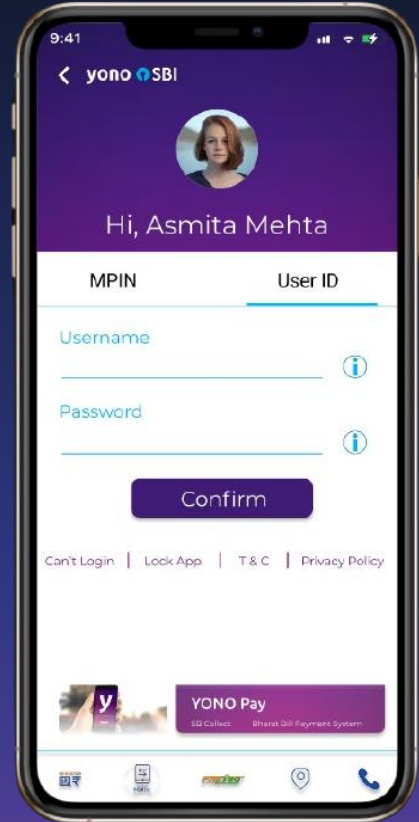 9:41
yono SBI
Hi, Asmita Mehta
MPIN User ID
Username
Password
Confirm
Can't Login | Lock App | T & C | Privacy Policy
y
YONO Pay
SBI Collect Bharat Bill Payment System